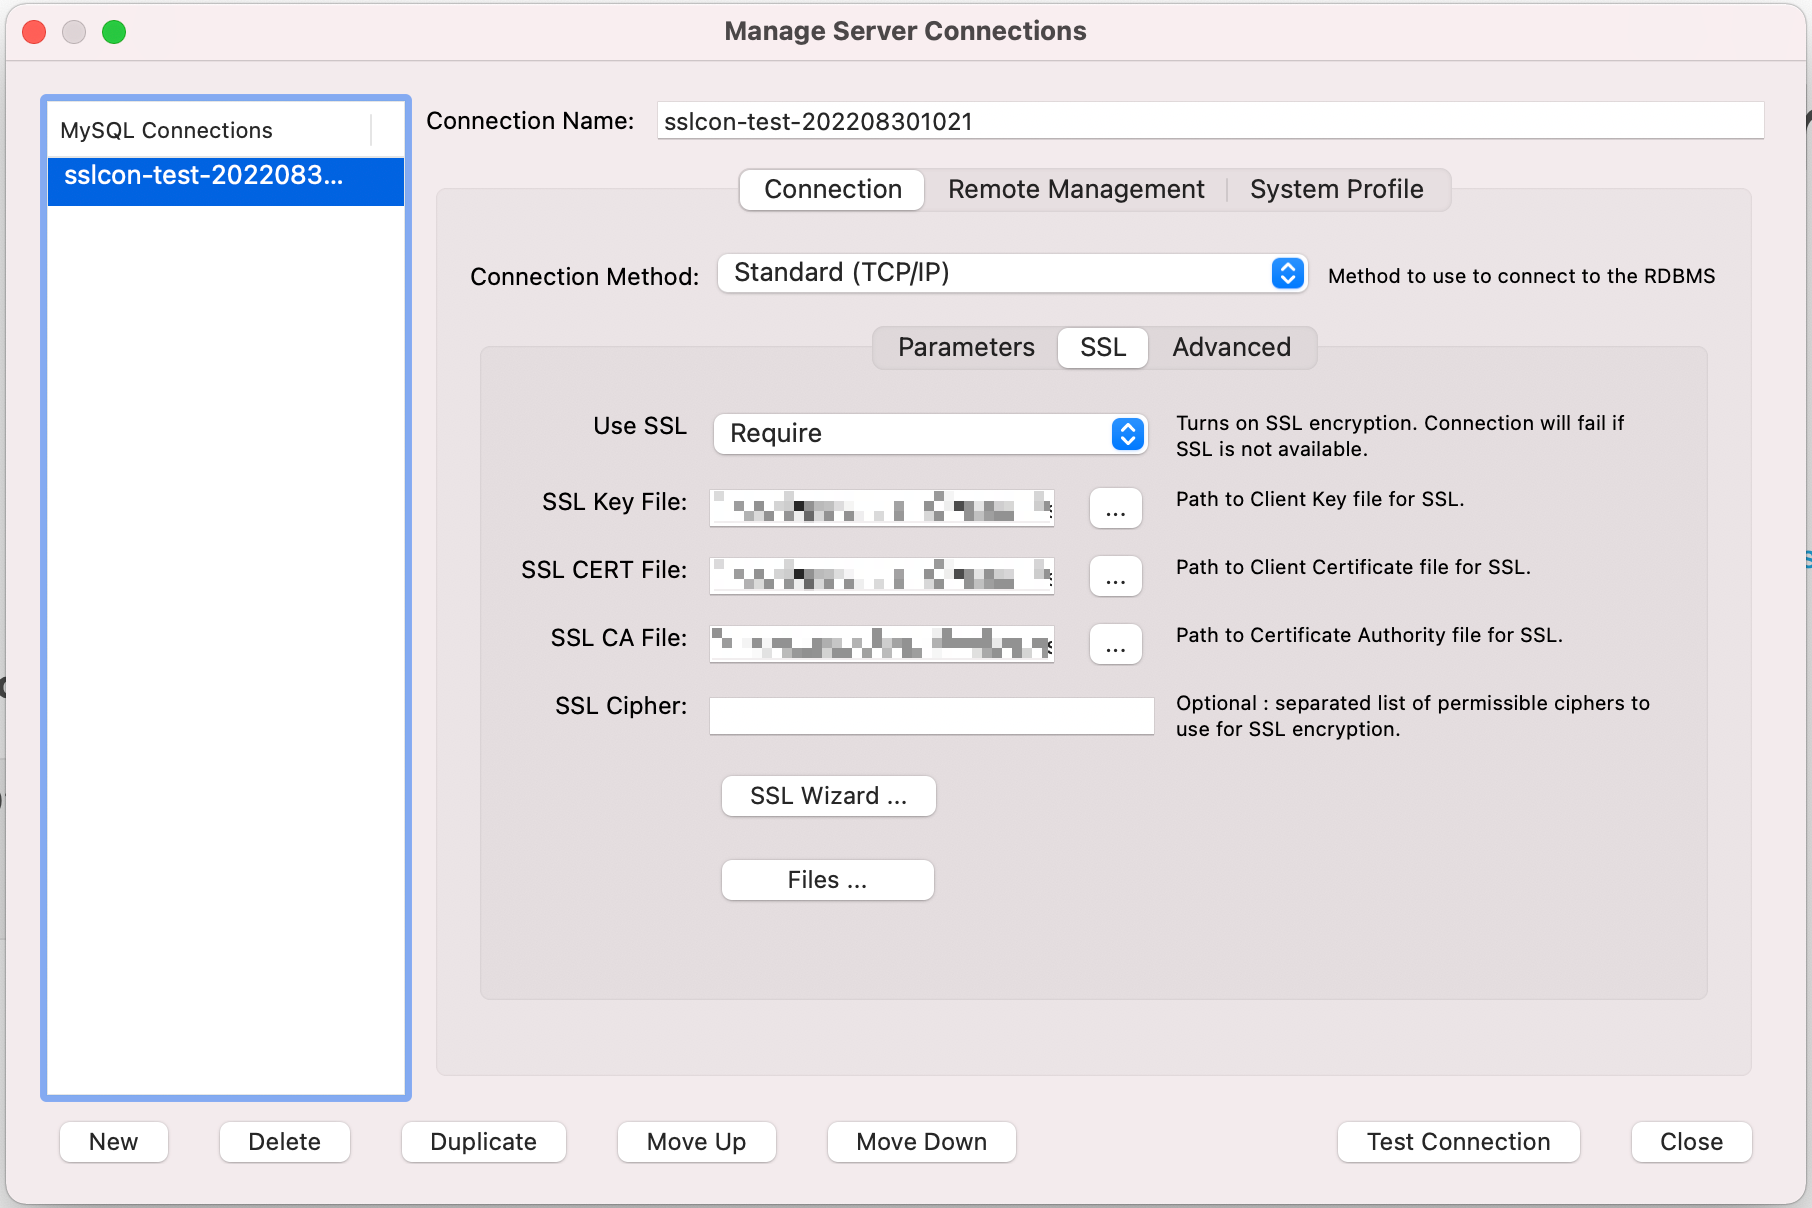 Manage Server Connections
MySQL Connections
sslcon-test-2022083...
Connection Name: sslcon-test-202208301021
Connection Remote Management System Profile
Connection Method: Standard (TCP/IP) Method to use to connect to the RDBMS
Parameters SSL Advanced
Use SSL Require Turns on SSL encryption. Connection will fail if
SSL is not available.
SSL Key File: ... Path to Client Key file for SSL.
SSL CERT File: ... Path to Client Certificate file for SSL.
SSL CA File: ... Path to Certificate Authority file for SSL.
SSL Cipher: Optional : separated list of permissible ciphers to
use for SSL encryption.
SSL Wizard ...
Files ...
New Delete Duplicate Move Up Move Down Test Connection Close